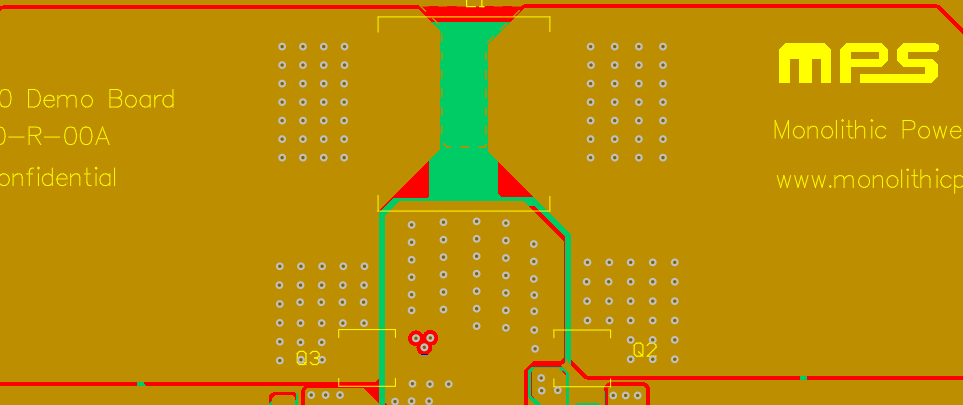 L1
MPS
0 Demo Board
0-R-00A
onfidential
Monolithic Powe
www.monolithicp
Q3
Q2